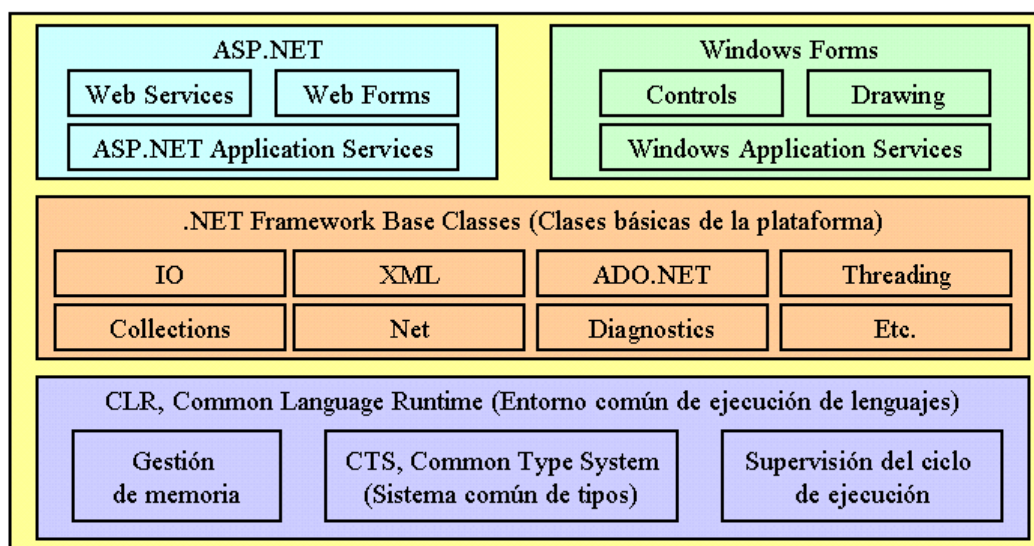 ASP.NET
Web Services
Web Forms
ASP.NET Application Services
Windows Forms
Controls
Drawing
Windows Application Services
.NET Framework Base Classes (Clases básicas de la plataforma)
IO
XML
ADO.NET
Threading
Collections
Net
Diagnostics
Etc.
CLR, Common Language Runtime (Entorno común de ejecución de lenguajes)
Gestión
de memoria
CTS, Common Type System
(Sistema común de tipos)
Supervisión del ciclo
de ejecución